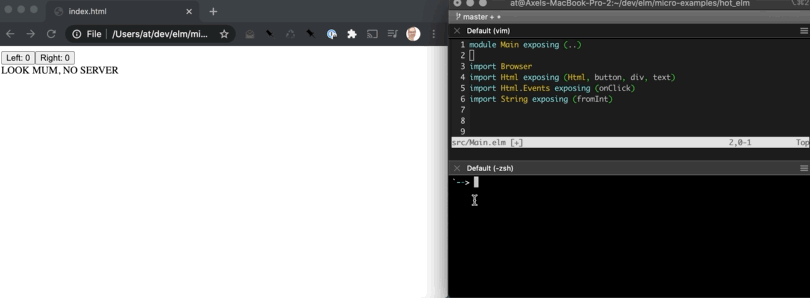 index.html
File | /Users/at/dev/elm/mi...
Left: 0 Right: 0
LOOK MUM, NO SERVER
at@Axels-MacBook-Pro-2:~/dev/elm/micro-examples/hot_elm
master + *
Default (vim)
1 module Main exposing (..)
2
3 import Browser
4 import Html exposing (Html, button, div, text)
5 import Html.Events exposing (onClick)
6 import String exposing (fromInt)
7
8
9
src/Main.elm [+] 2,0-1 Top
Default (-zsh)
`-->